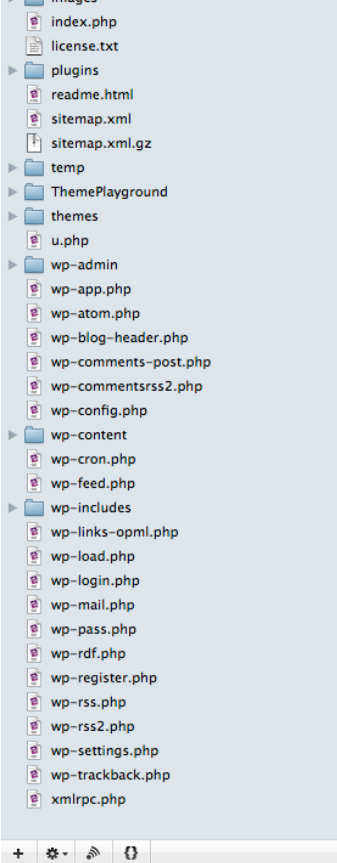 images
index.php
license.txt
plugins
readme.html
sitemap.xml
sitemap.xml.gz
temp
ThemePlayground
themes
u.php
wp-admin
wp-app.php
wp-atom.php
wp-blog-header.php
wp-comments-post.php
wp-commentsrss2.php
wp-config.php
wp-content
wp-cron.php
wp-feed.php
wp-includes
wp-links-opml.php
wp-load.php
wp-login.php
wp-mail.php
wp-pass.php
wp-rdf.php
wp-register.php
wp-rss.php
wp-rss2.php
wp-settings.php
wp-trackback.php
xmlrpc.php